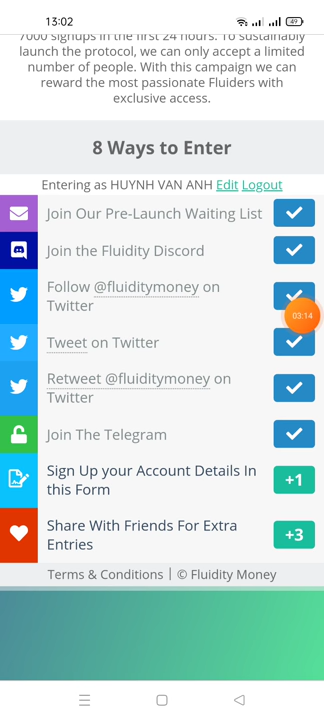 13:02
49
7000 signups in the first 24 hours. To sustainably
launch the protocol, we can only accept a limited
number of people. With this campaign we can
reward the most passionate Fluiders with
exclusive access.
8 Ways to Enter
Entering as HUYNH VAN ANH Edit Logout
Join Our Pre-Launch Waiting List
Join the Fluidity Discord
Follow @fluiditymoney on
Twitter
03:14
Tweet on Twitter
Retweet @fluiditymoney on
Twitter
Join The Telegram
Sign Up your Account Details In
this Form
+1
Share With Friends For Extra
Entries
+3
Terms & Conditions | © Fluidity Money